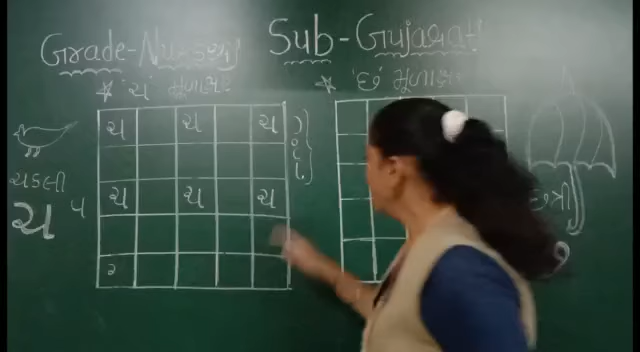 Grade-Nursery Sub-Gujarati
"ચ" મૂળાક્ષર
"છ" મૂળાક્ષર
ચ ચ ચ
ચકલી
ચ
ચ ચ ચ
છત્રી